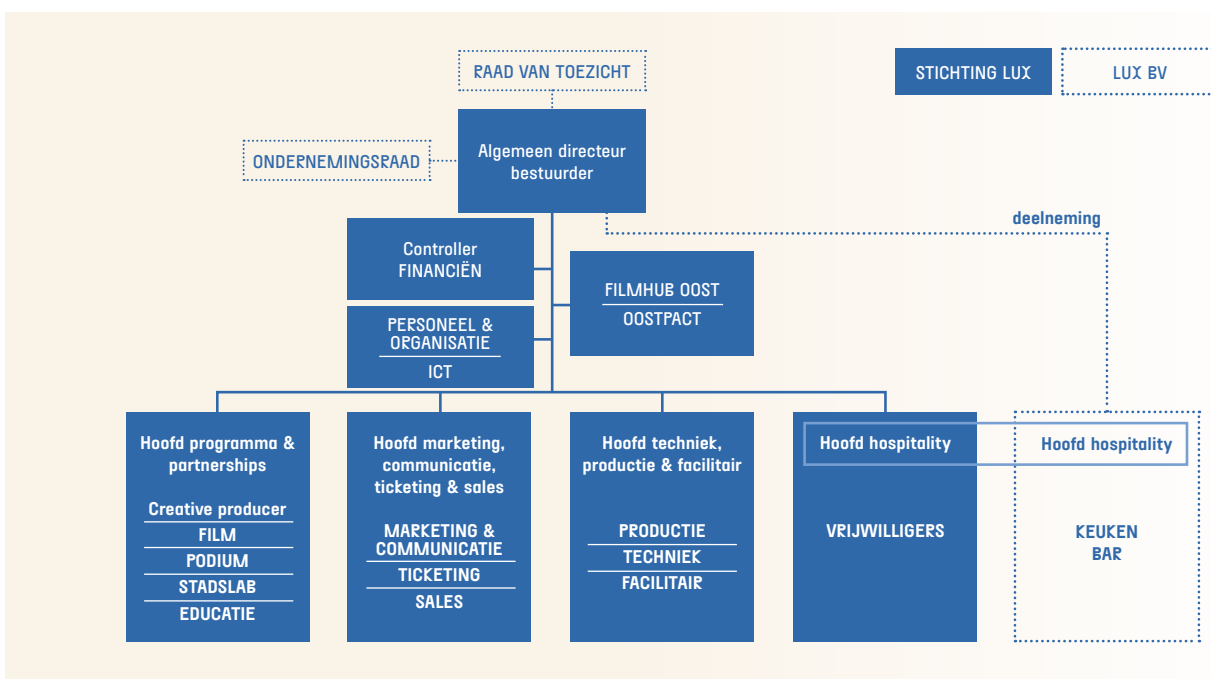 RAAD VAN TOEZICHT
STICHTING LUX
LUX BV
Algemeen directeur
bestuurder
ONDERNEMINGSRAAD
deelneming
Controller
FINANCIËN
FILMHUB OOST
OOSTPACT
PERSONEEL &
ORGANISATIE
ICT
Hoofd programma &
partnerships
Creative producer
FILM
PODIUM
STADSLAB
EDUCATIE
Hoofd marketing,
communicatie,
ticketing & sales
MARKETING &
COMMUNICATIE
TICKETING
SALES
Hoofd techniek,
productie & facilitair
PRODUCTIE
TECHNIEK
FACILITAIR
Hoofd hospitality
VRIJWILLIGERS
Hoofd hospitality
KEUKEN
BAR